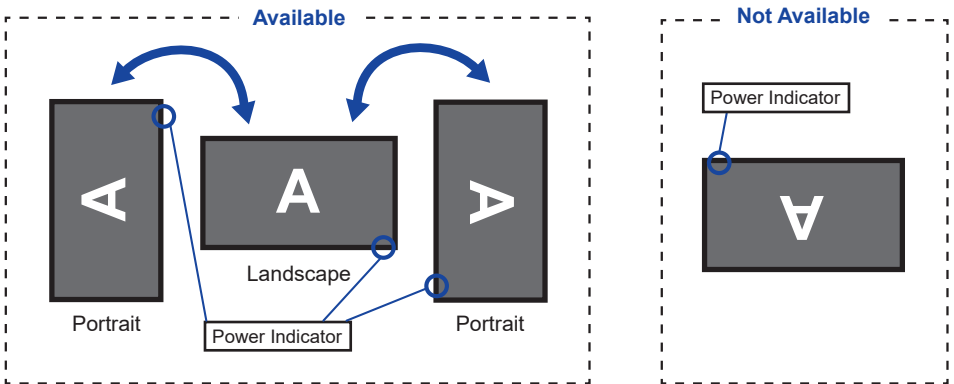 Available
A
A
A
Landscape
Portrait
Portrait
Power Indicator
Not Available
Power Indicator
A